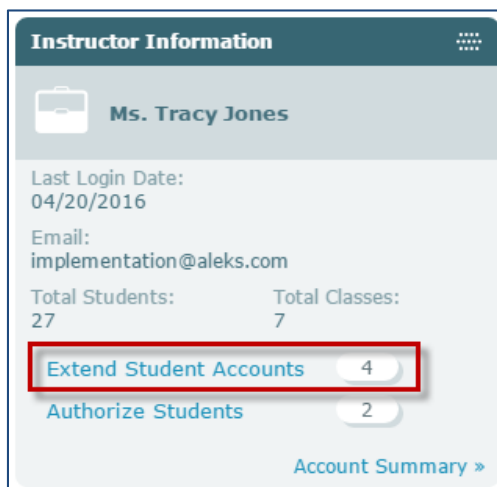 Instructor Information
Ms. Tracy Jones
Last Login Date:
04/20/2016
Email:
implementation@aleks.com
Total Students: Total Classes:
27 7
Extend Student Accounts 4
Authorize Students 2
Account Summary »